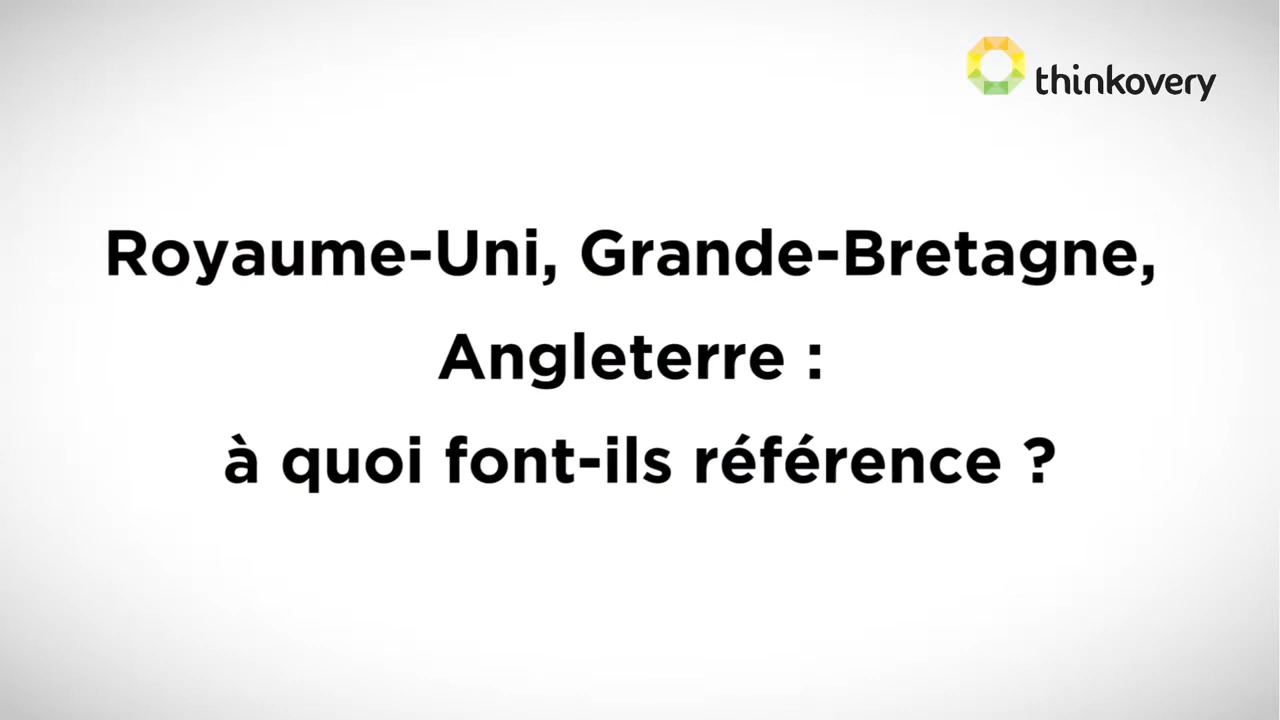 thinkovery
Royaume-Uni, Grande-Bretagne,
Angleterre :
à quoi font-ils référence ?